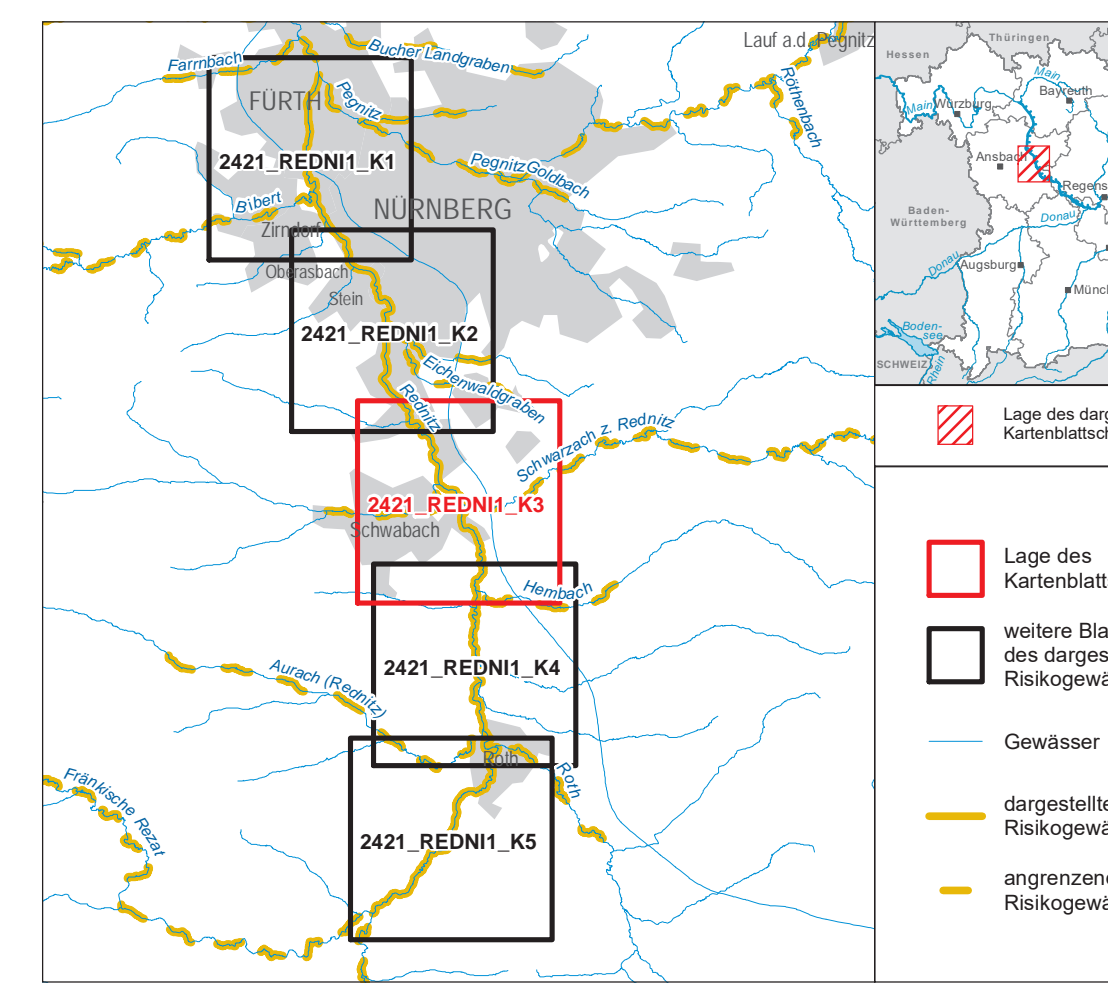 Lauf a.d. Pegnitz
Farrnbach
Bucher Landgraben
FÜRTH
Pegnitz
Röthenbach
2421_REDNI1_K1
Pegnitz
Goldbach
Bibert
NÜRNBERG
Zirndorf
Oberasbach
Stein
2421_REDNI1_K2
Eichenwaldgraben
Rednitz
Schwarzach z. Rednitz
2421_REDNI1_K3
Schwabach
Hembach
2421_REDNI1_K4
Aurach (Rednitz)
Roth
Roth
Fränkische Rezat
2421_REDNI1_K5
Thüringen
Hessen
Main
Bayreuth
Main
Würzburg
Ansbach
Regens
Baden-
Württemberg
Donau
Donau
Augsburg
Münch
Boden-
see
SCHWEIZ
Rhein
Lage des darg
Kartenblattsch
Lage des
Kartenblatts
weitere Bla
des darges
Risikogewä
Gewässer
dargestellte
Risikogewä
angrenzend
Risikogewä